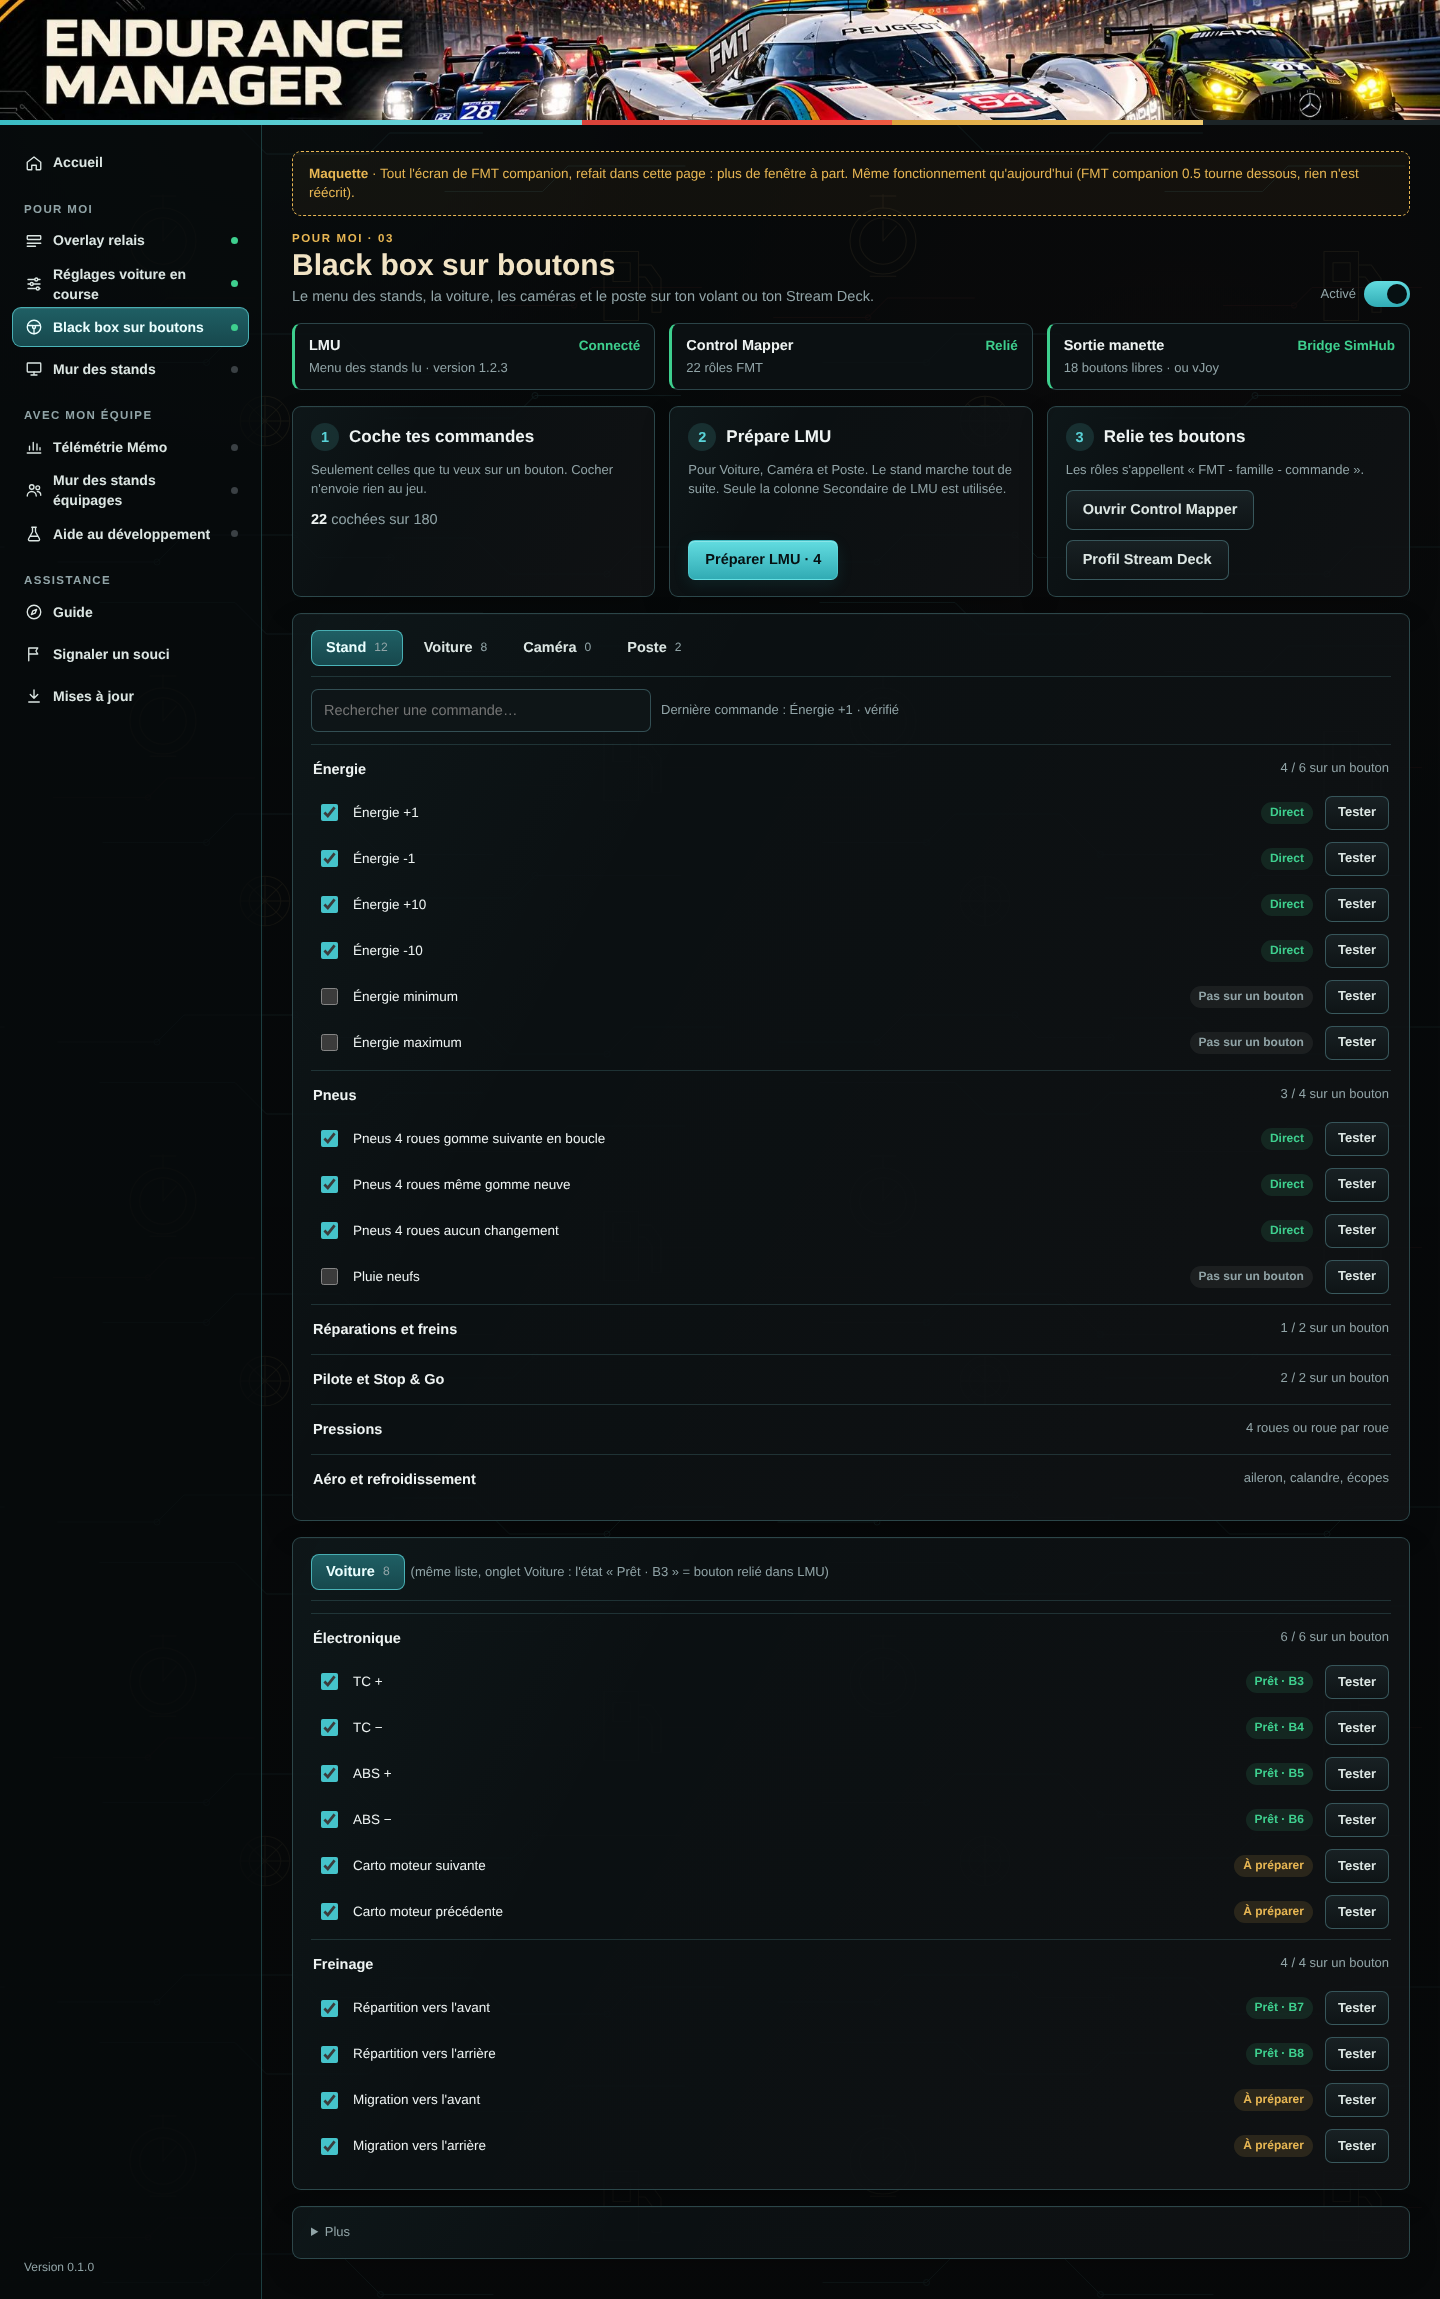 ENDURANCE
MANAGER
FMT
PEUGEOT
AMG
28
94
Accueil
POUR MOI
Overlay relais
Réglages voiture en
course
Black box sur boutons
Mur des stands
AVEC MON ÉQUIPE
Télémétrie Mémo
Mur des stands
équipages
Aide au développement
ASSISTANCE
Guide
Signaler un souci
Mises à jour
Version 0.1.0
Maquette · Tout l'écran de FMT companion, refait dans cette page : plus de fenêtre à part. Même fonctionnement qu'aujourd'hui (FMT companion 0.5 tourne dessous, rien n'est
réécrit).
POUR MOI · 03
Black box sur boutons
Le menu des stands, la voiture, les caméras et le poste sur ton volant ou ton Stream Deck.
Activé
LMU Connecté
Menu des stands lu · version 1.2.3
Control Mapper Relié
22 rôles FMT
Sortie manette Bridge SimHub
18 boutons libres · ou vJoy
1 Coche tes commandes
Seulement celles que tu veux sur un bouton. Cocher
n'envoie rien au jeu.
22 cochées sur 180
2 Prépare LMU
Pour Voiture, Caméra et Poste. Le stand marche tout de
suite. Seule la colonne Secondaire de LMU est utilisée.
Préparer LMU · 4
3 Relie tes boutons
Les rôles s'appellent « FMT - famille - commande ».
Ouvrir Control Mapper
Profil Stream Deck
Stand 12 Voiture 8 Caméra 0 Poste 2
Rechercher une commande… Dernière commande : Énergie +1 · vérifié
Énergie 4 / 6 sur un bouton
Énergie +1 Direct Tester
Énergie -1 Direct Tester
Énergie +10 Direct Tester
Énergie -10 Direct Tester
Énergie minimum Pas sur un bouton Tester
Énergie maximum Pas sur un bouton Tester
Pneus 3 / 4 sur un bouton
Pneus 4 roues gomme suivante en boucle Direct Tester
Pneus 4 roues même gomme neuve Direct Tester
Pneus 4 roues aucun changement Direct Tester
Pluie neufs Pas sur un bouton Tester
Réparations et freins 1 / 2 sur un bouton
Pilote et Stop & Go 2 / 2 sur un bouton
Pressions 4 roues ou roue par roue
Aéro et refroidissement aileron, calandre, écopes
Voiture 8 (même liste, onglet Voiture : l'état « Prêt · B3 » = bouton relié dans LMU)
Électronique 6 / 6 sur un bouton
TC + Prêt · B3 Tester
TC − Prêt · B4 Tester
ABS + Prêt · B5 Tester
ABS − Prêt · B6 Tester
Carto moteur suivante À préparer Tester
Carto moteur précédente À préparer Tester
Freinage 4 / 4 sur un bouton
Répartition vers l'avant Prêt · B7 Tester
Répartition vers l'arrière Prêt · B8 Tester
Migration vers l'avant À préparer Tester
Migration vers l'arrière À préparer Tester
Plus